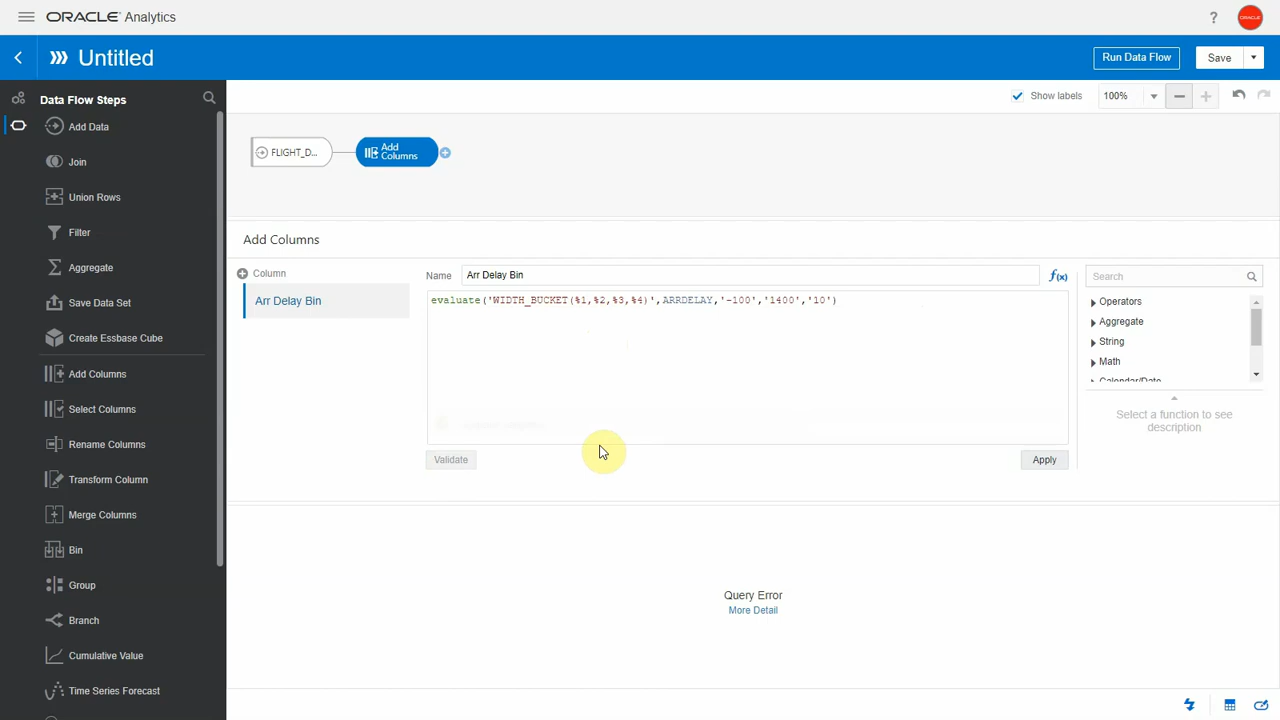 ORACLE Analytics
?
ORACLE
Untitled
Run Data Flow
Save
Data Flow Steps
Show labels
100%
Add Data
FLIGHT_D...
Add
Columns
Join
Union Rows
Filter
Add Columns
Aggregate
Column
Name
Arr Delay Bin
f(x)
Search
Arr Delay Bin
evaluate('WIDTH_BUCKET(%1,%2,%3,%4)',ARRDELAY,'-100','1400','10')
Operators
Save Data Set
Aggregate
Create Essbase Cube
String
Math
Calendar/Date
Add Columns
Select Columns
Select a function to see
description
Rename Columns
Validate
Apply
Transform Column
Merge Columns
Bin
Group
Query Error
More Detail
Branch
Cumulative Value
Time Series Forecast